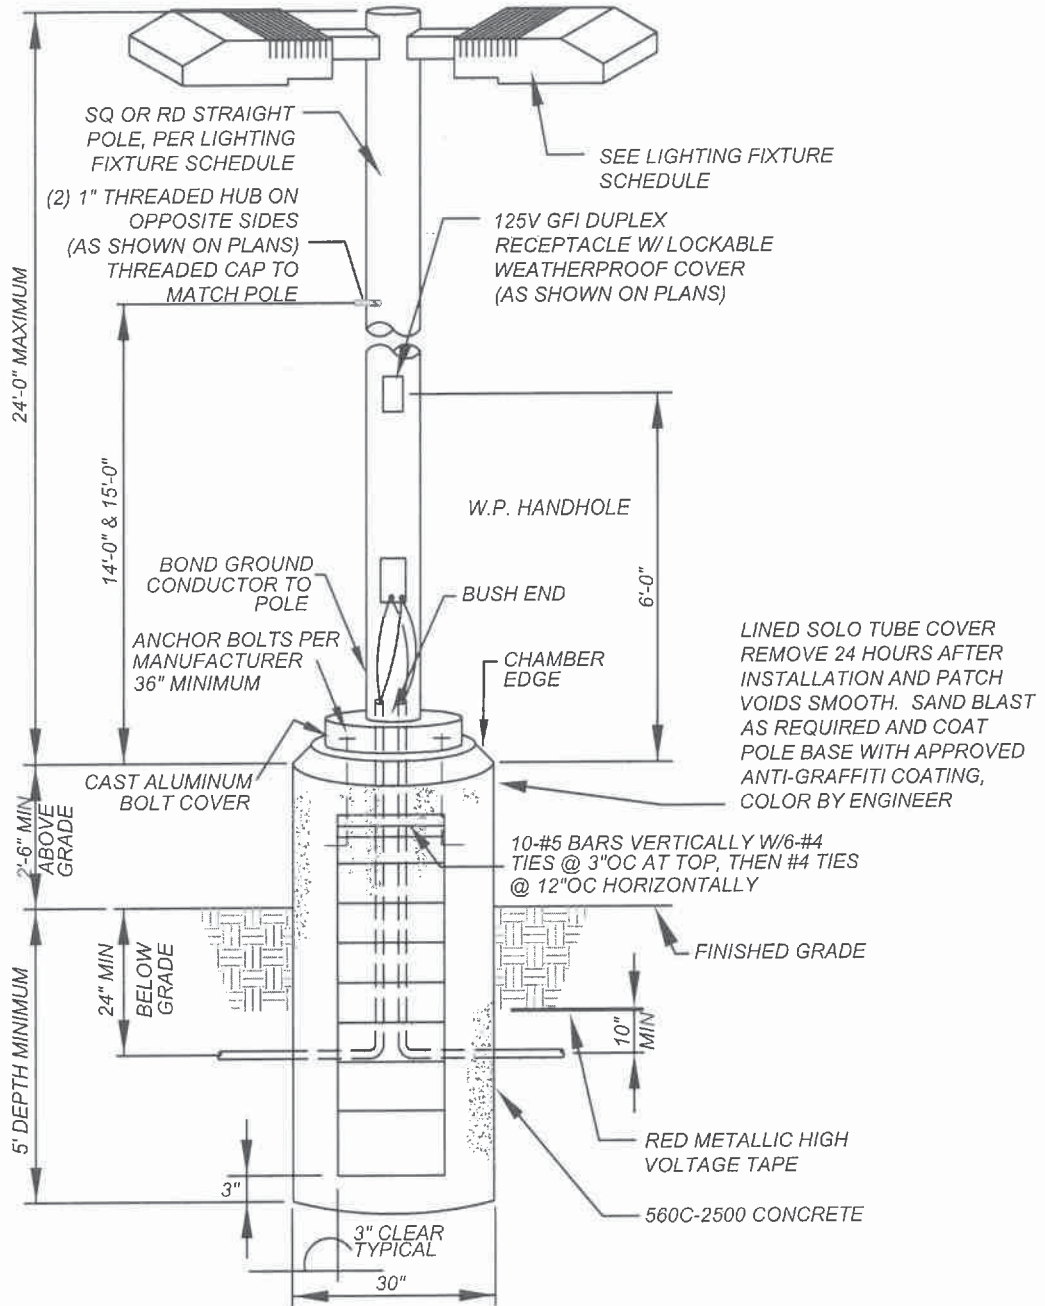 SQ OR RD STRAIGHT
POLE, PER LIGHTING
FIXTURE SCHEDULE
(2) 1" THREADED HUB ON
OPPOSITE SIDES
(AS SHOWN ON PLANS)
THREADED CAP TO
MATCH POLE
SEE LIGHTING FIXTURE
SCHEDULE
125V GFI DUPLEX
RECEPTACLE W/ LOCKABLE
WEATHERPROOF COVER
(AS SHOWN ON PLANS)
24'-0" MAXIMUM
14'-0" & 15'-0"
W.P. HANDHOLE
6'-0"
BOND GROUND
CONDUCTOR TO
POLE
BUSH END
ANCHOR BOLTS PER
MANUFACTURER
36" MINIMUM
CHAMBER
EDGE
LINED SOLO TUBE COVER
REMOVE 24 HOURS AFTER
INSTALLATION AND PATCH
VOIDS SMOOTH. SAND BLAST
AS REQUIRED AND COAT
POLE BASE WITH APPROVED
ANTI-GRAFFITI COATING,
COLOR BY ENGINEER
CAST ALUMINUM
BOLT COVER
2'-6" MIN
ABOVE
GRADE
10-#5 BARS VERTICALLY W/6-#4
TIES @ 3"OC AT TOP, THEN #4 TIES
@ 12"OC HORIZONTALLY
FINISHED GRADE
24" MIN
BELOW
GRADE
5' DEPTH MINIMUM
10"
MIN
RED METALLIC HIGH
VOLTAGE TAPE
3"
560C-2500 CONCRETE
3" CLEAR
TYPICAL
30"